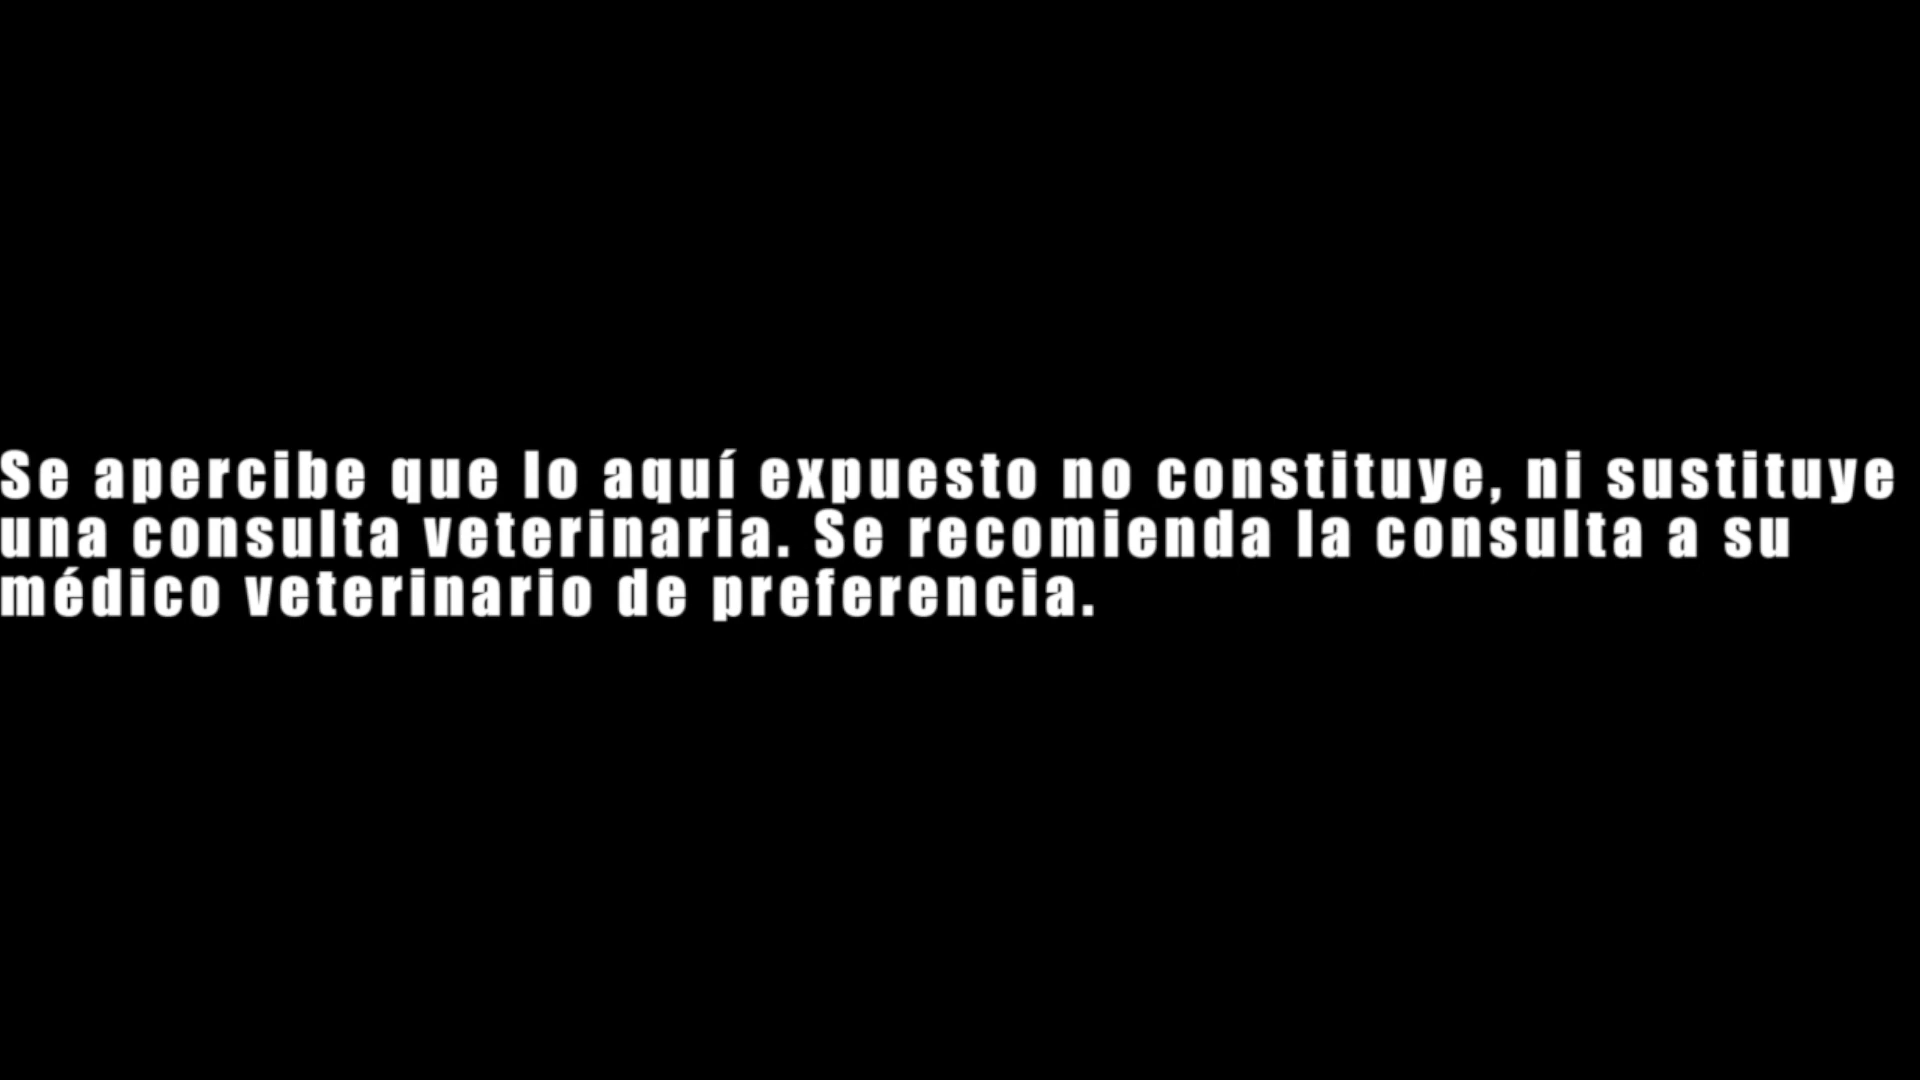 Se apercibe que lo aquí expuesto no constituye, ni sustituye
una consulta veterinaria. Se recomienda la consulta a su
médico veterinario de preferencia.